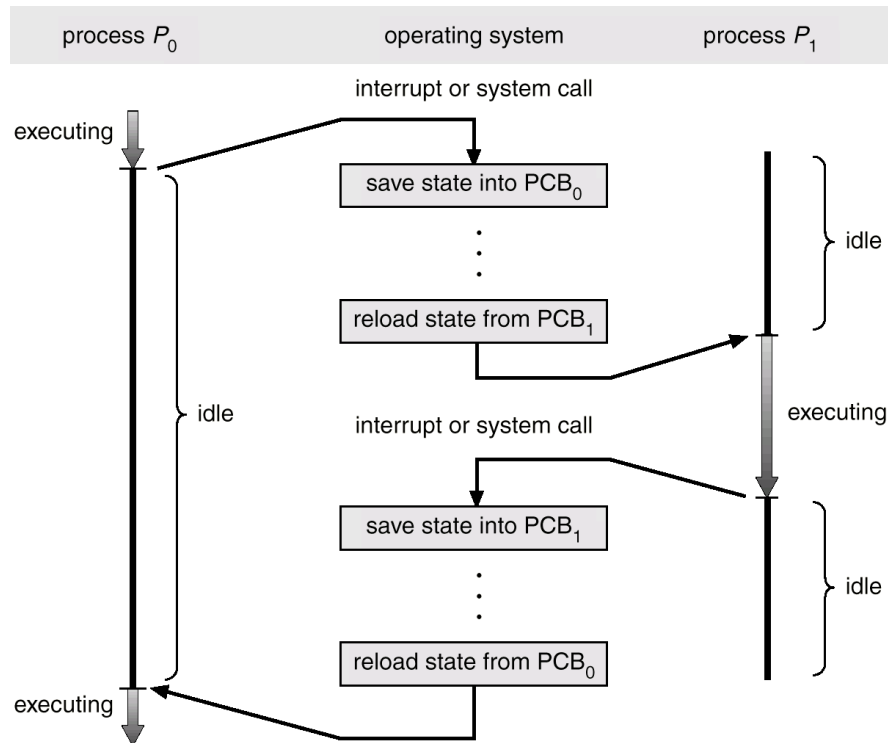 process P₀ operating system process P₁
interrupt or system call
executing
save state into PCB₀
idle
reload state from PCB₁
idle
executing
interrupt or system call
save state into PCB₁
idle
reload state from PCB₀
executing